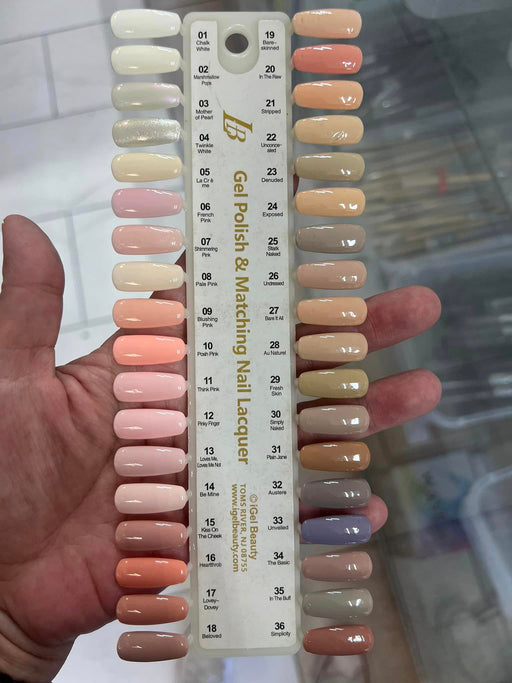 01
Chalk
White
02
Marshmallow
Pops
03
Mother
of Pearl
04
Twinkle
White
05
La Crè
me
06
French
Pink
07
Shimmering
Pink
08
Pale Pink
09
Blushing
Pink
10
Posh Pink
11
Think Pink
12
Pinky Finger
13
Loves Me,
Loves Me Not
14
Be Mine
15
Kiss On
The Cheek
16
Heartthrob
17
Lovey-
Dovey
18
Beloved
LB
Gel Polish & Matching Nail Lacquer
© iGel Beauty
TOMS RIVER, NJ 08755
www.igelbeauty.com
19
Bare-
skinned
20
In The Raw
21
Stripped
22
Unconce-
aled
23
Denuded
24
Exposed
25
Stark
Naked
26
Undressed
27
Bare It All
28
Au Naturel
29
Fresh
Skin
30
Simply
Naked
31
Plain Jane
32
Austere
33
Unveiled
34
The Basic
35
In The Buff
36
Simplicity